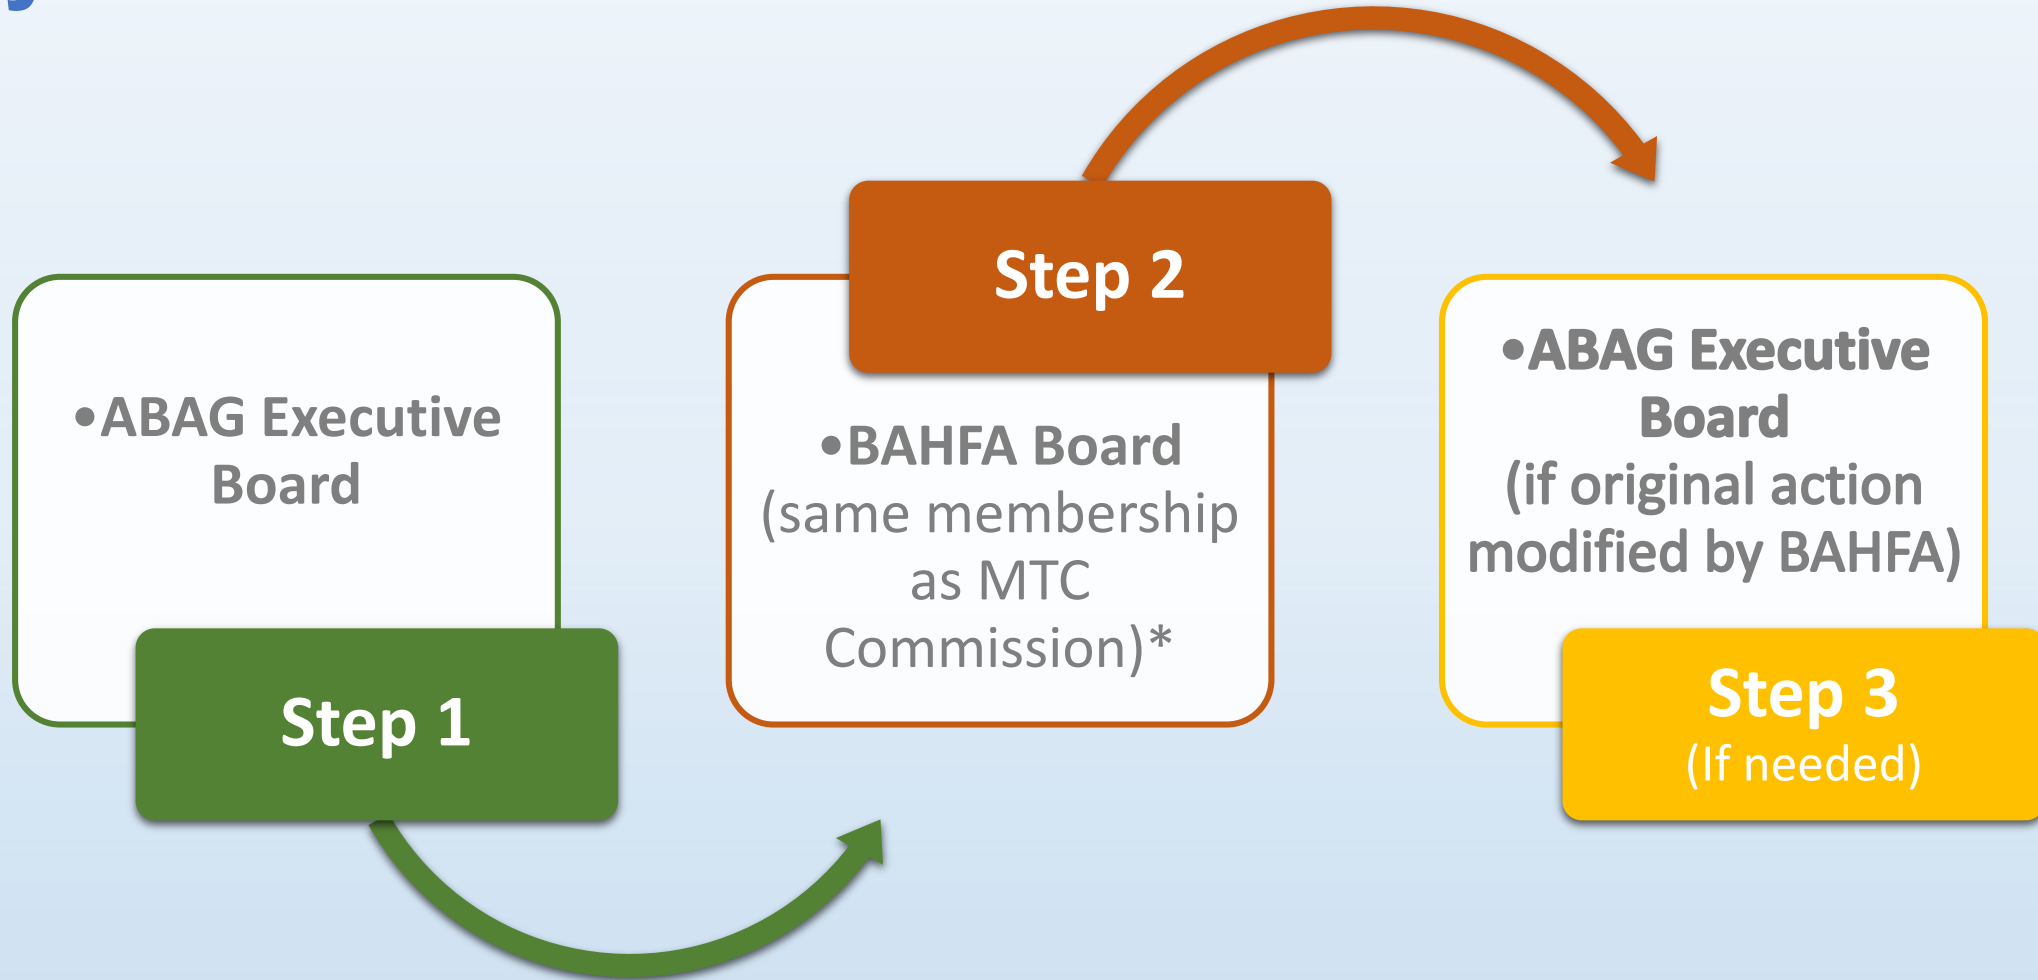 •ABAG Executive
Board
Step 1
Step 2
•BAHFA Board
(same membership
as MTC
Commission)*
•ABAG Executive
Board
(if original action
modified by BAHFA)
Step 3
(If needed)